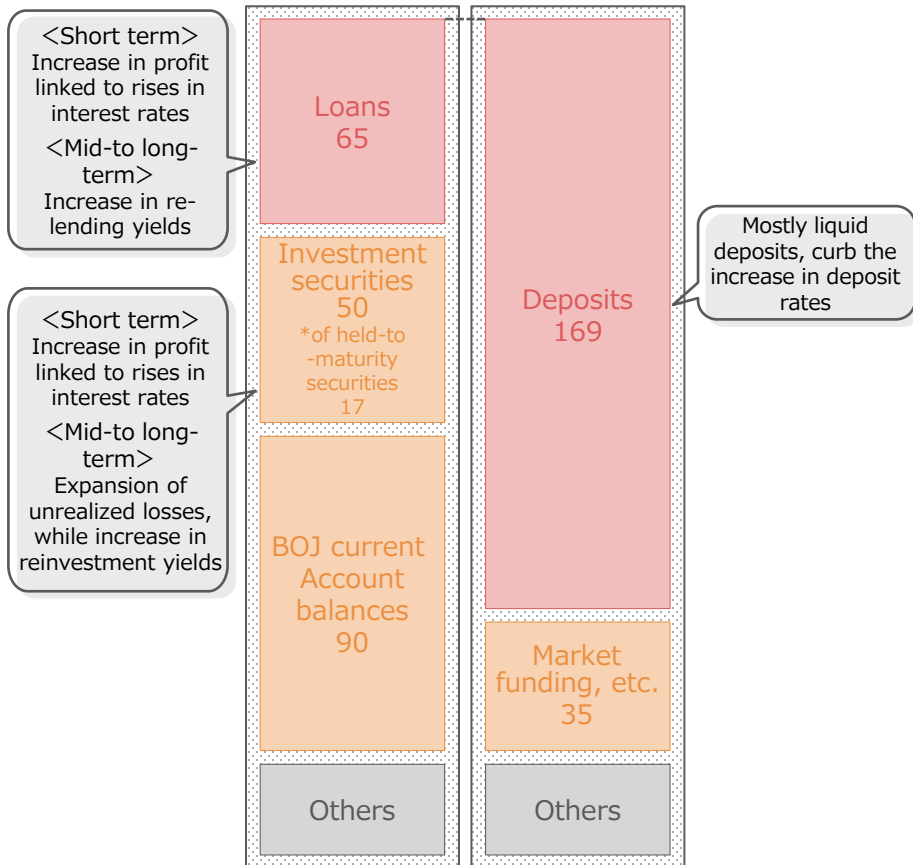 <Short term>
Increase in profit
linked to rises in
interest rates
<Mid-to long-
term>
Increase in re-
lending yields
<Short term>
Increase in profit
linked to rises in
interest rates
<Mid-to long-
term>
Expansion of
unrealized losses,
while increase in
reinvestment yields
Loans
65
Investment
securities
50
*of held-to
-maturity
securities
17
BOJ current
Account
balances
90
Others
Deposits
169
Market
funding, etc.
35
Others
Mostly liquid
deposits, curb the
increase in deposit
rates